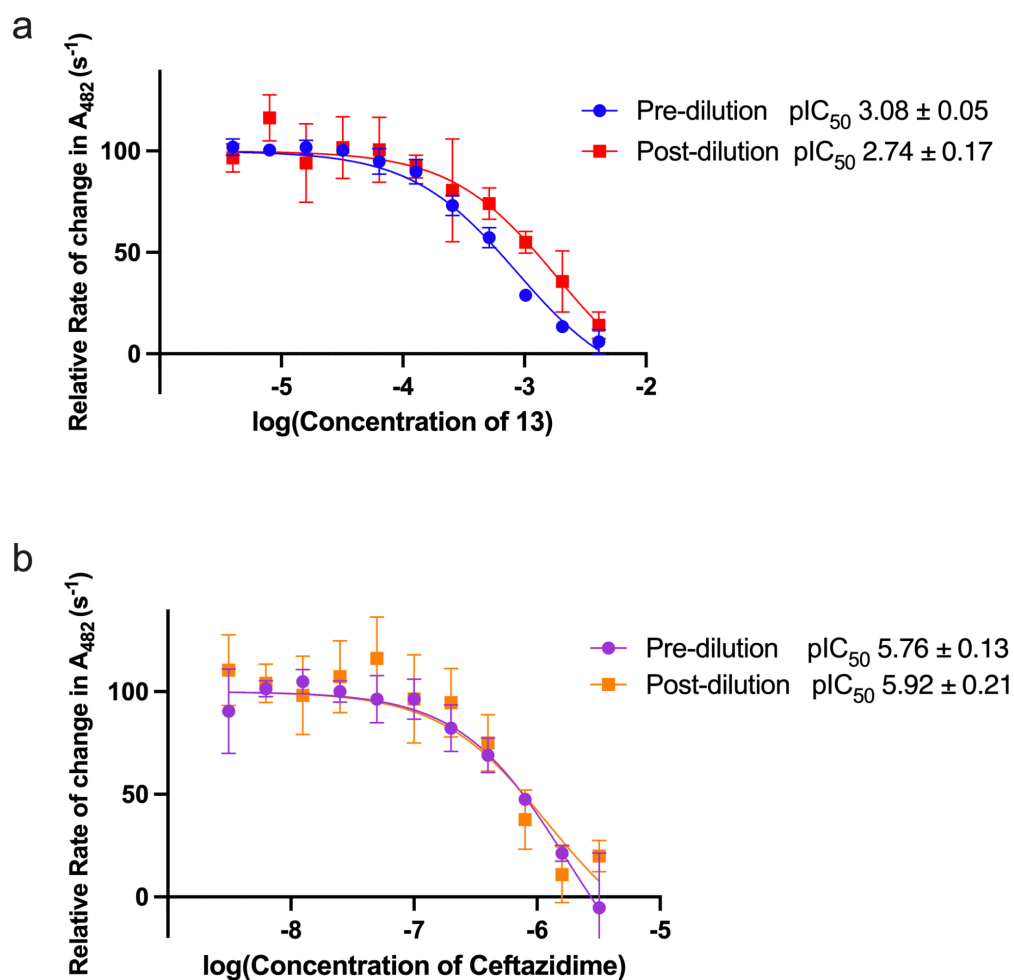 a
Relative Rate of change in A482 (s-1)
100
50
0
-5 -4 -3 -2
log(Concentration of 13)
Pre-dilution pIC50 3.08 ± 0.05
Post-dilution pIC50 2.74 ± 0.17
b
Relative Rate of change in A482 (s-1)
100
50
0
-8 -7 -6 -5
log(Concentration of Ceftazidime)
Pre-dilution pIC50 5.76 ± 0.13
Post-dilution pIC50 5.92 ± 0.21